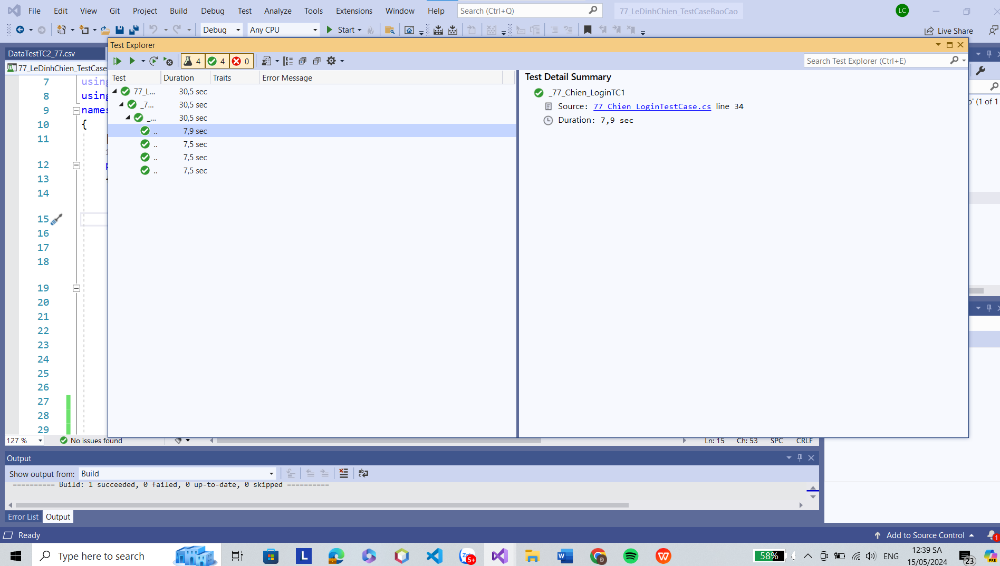 File Edit View Git Project Build Debug Test Analyze Tools Extensions Window Help Search (Ctrl+Q) 77_LeDinhChien_TestCaseBaoCao LC
Debug Any CPU Start Live Share
DataTestTC2_77.csv
77_LeDinhChien_TestCase
Test Explorer
4 4 0
Search Test Explorer (Ctrl+E)
Test Duration Traits Error Message
77_L... 30,5 sec
_7... 30,5 sec
_... 30,5 sec
.. 7,9 sec
.. 7,5 sec
.. 7,5 sec
.. 7,5 sec
Test Detail Summary
_77_Chien_LoginTC1
Source: 77_Chien_LoginTestCase.cs line 34
Duration: 7,9 sec
7 using
8 using
9 names
10 {
11
12
13
14
15
16
17
18
19
20
21
22
23
24
25
26
27
28
29
(1 of 1
127 % No issues found Ln: 15 Ch: 53 SPC CRLF
Output
Show output from: Build
========== Build: 1 succeeded, 0 failed, 0 up-to-date, 0 skipped ==========
Error List Output
Ready Add to Source Control 1
Type here to search L 5+ Đ W 58% ENG 12:39 SA
15/05/2024 23 PRE